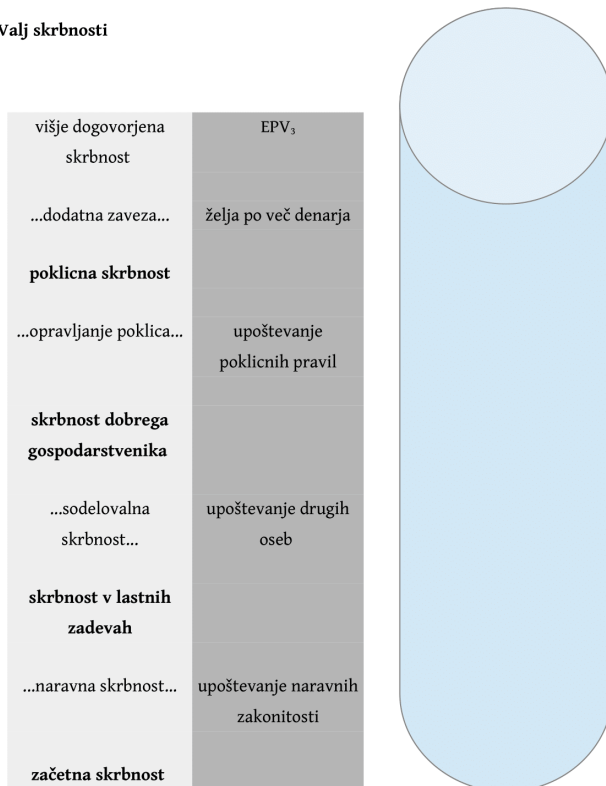 Valj skrbnosti
višje dogovorjena EPV₃
skrbnost
...dodatna zaveza... želja po več denarja
poklicna skrbnost
...opravljanje poklica... upoštevanje
poklicnih pravil
skrbnost dobrega
gospodarstvenika
...sodelovalna upoštevanje drugih
skrbnost... oseb
skrbnost v lastnih
zadevah
...naravna skrbnost... upoštevanje naravnih
zakonitosti
začetna skrbnost